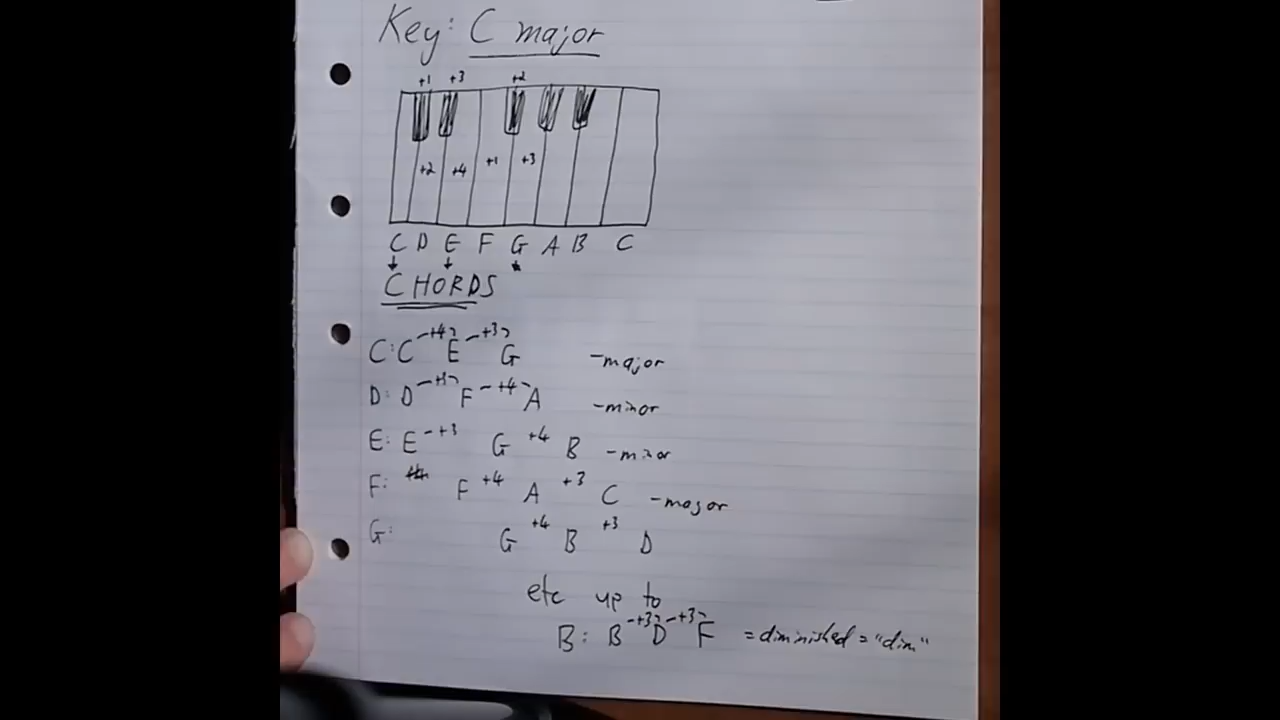 Key: C major
+1 +3 +2
+2 +4 +1 +3
C D E F G A B C
CHORDS
C: C +4 E +3 G - major
D: D +3 F +4 A - minor
E: E +3 G +4 B - minor
F: F +4 A +3 C - major
G: G +4 B +3 D
etc up to
B: B +3 D +3 F = diminished = "dim"